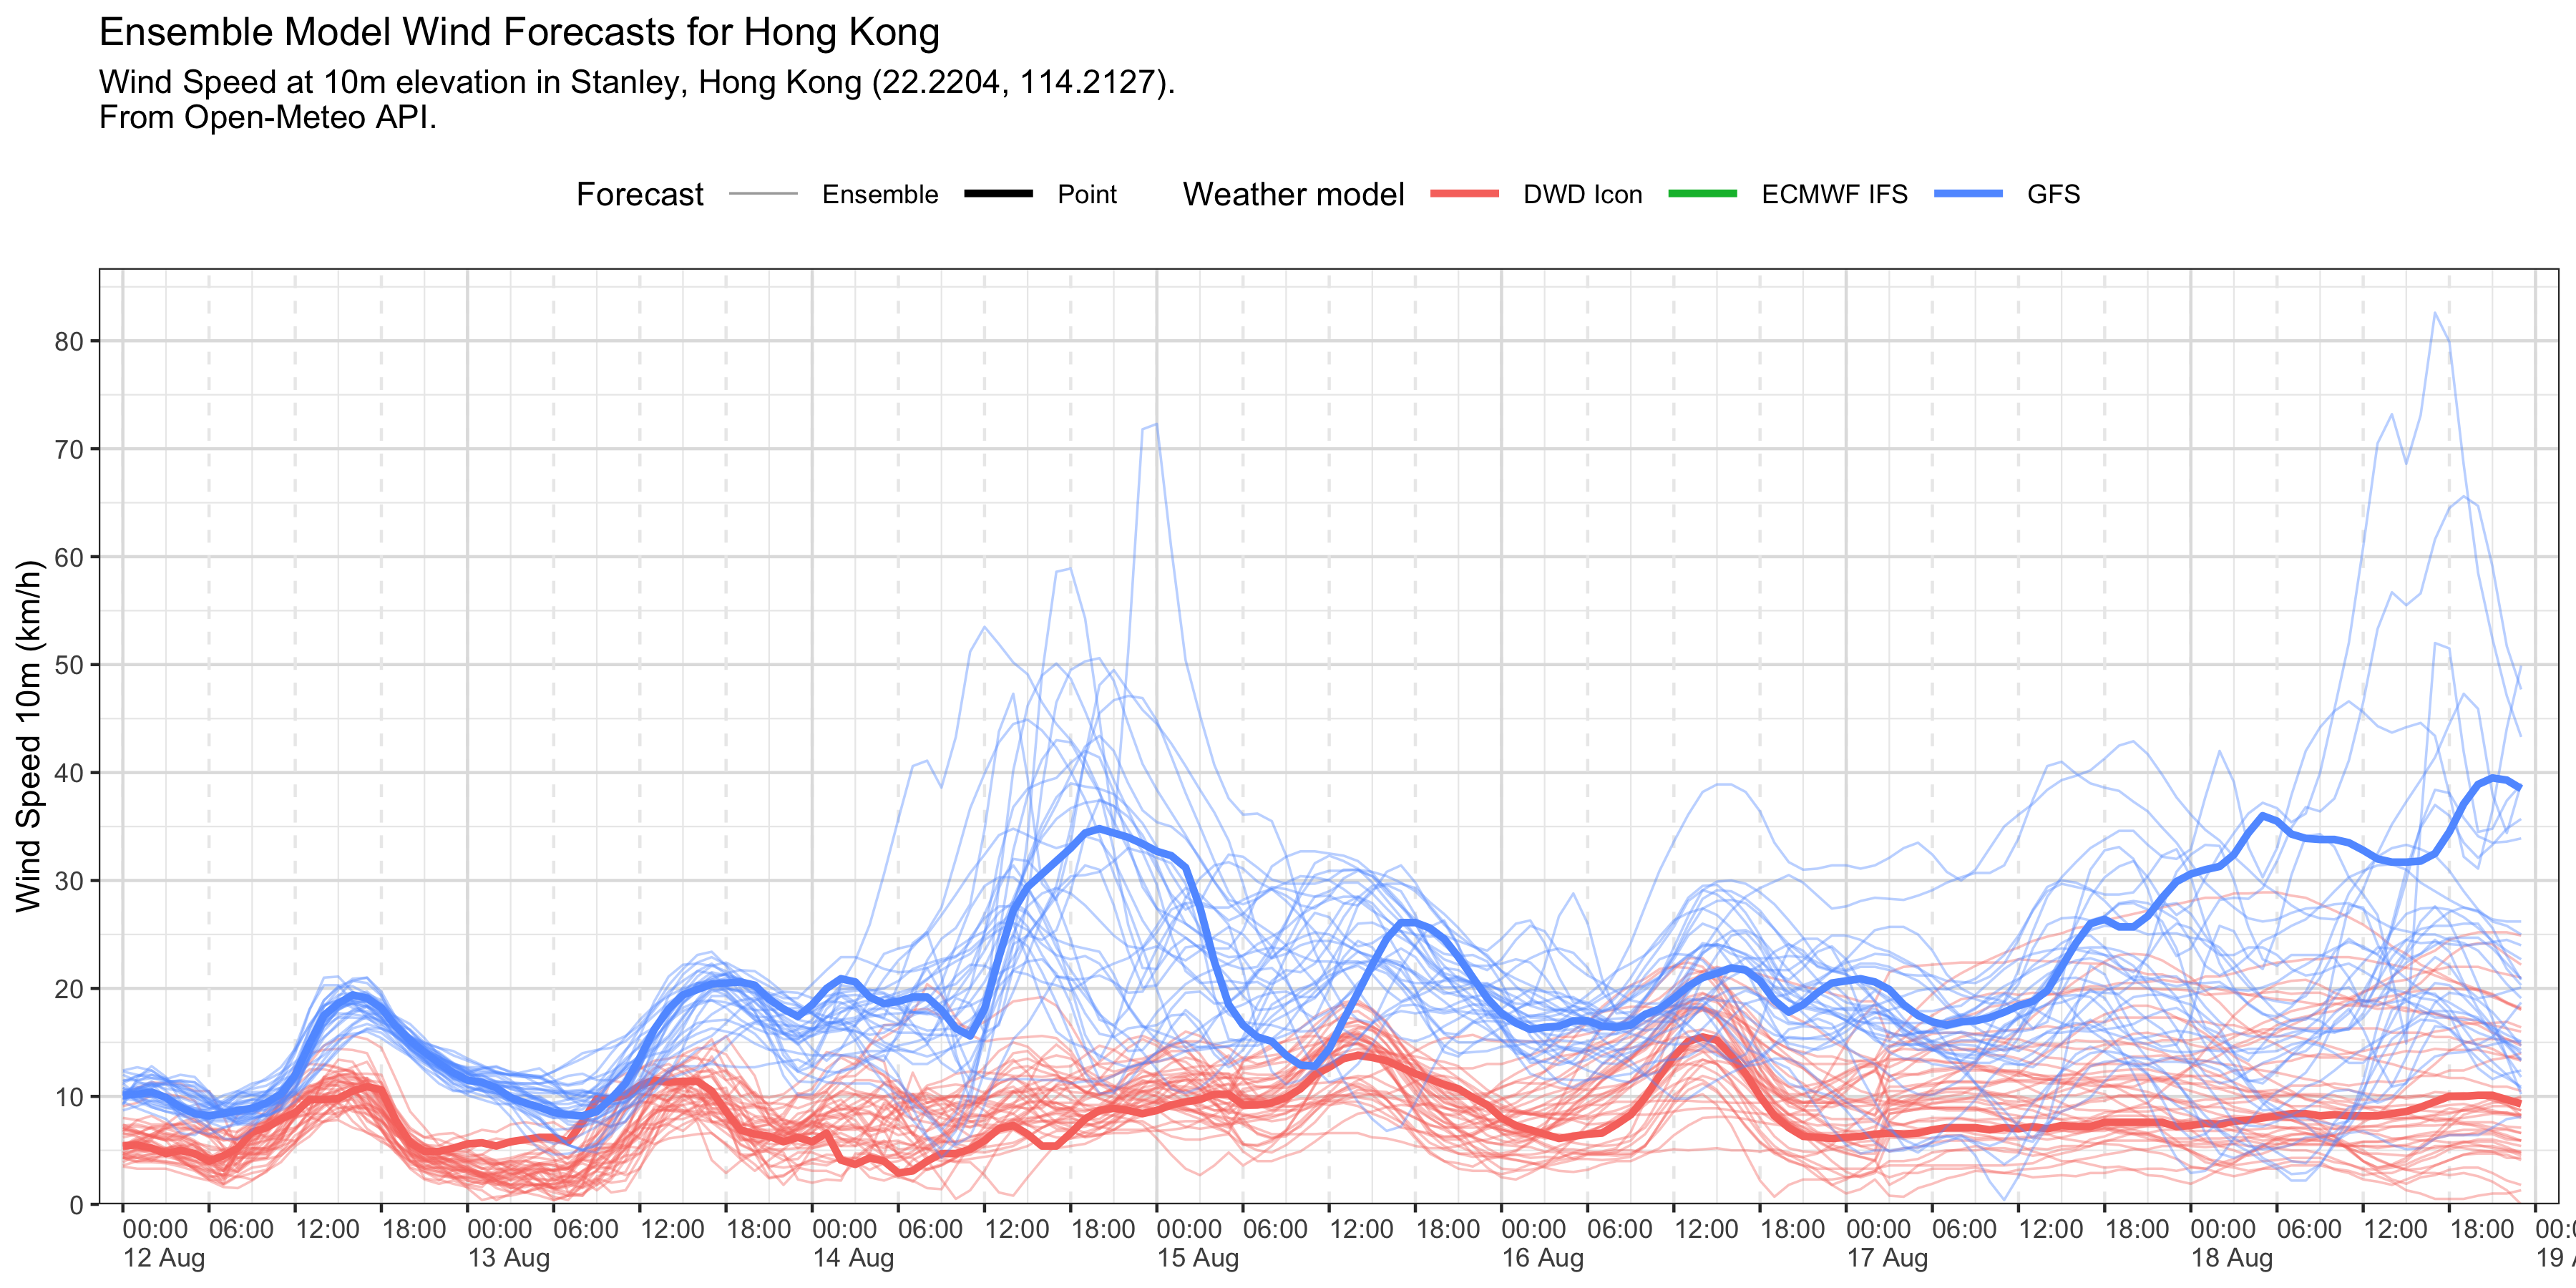 Ensemble Model Wind Forecasts for Hong Kong
Wind Speed at 10m elevation in Stanley, Hong Kong (22.2204, 114.2127).
From Open-Meteo API.
Forecast Ensemble Point Weather model DWD Icon ECMWF IFS GFS
Wind Speed 10m (km/h)
80
70
60
50
40
30
20
10
0
00:00 06:00 12:00 18:00 00:00 06:00 12:00 18:00 00:00 06:00 12:00 18:00 00:00 06:00 12:00 18:00 00:00 06:00 12:00 18:00 00:00 06:00 12:00 18:00 00:00 06:00 12:00 18:00 00:0
12 Aug 13 Aug 14 Aug 15 Aug 16 Aug 17 Aug 18 Aug 19